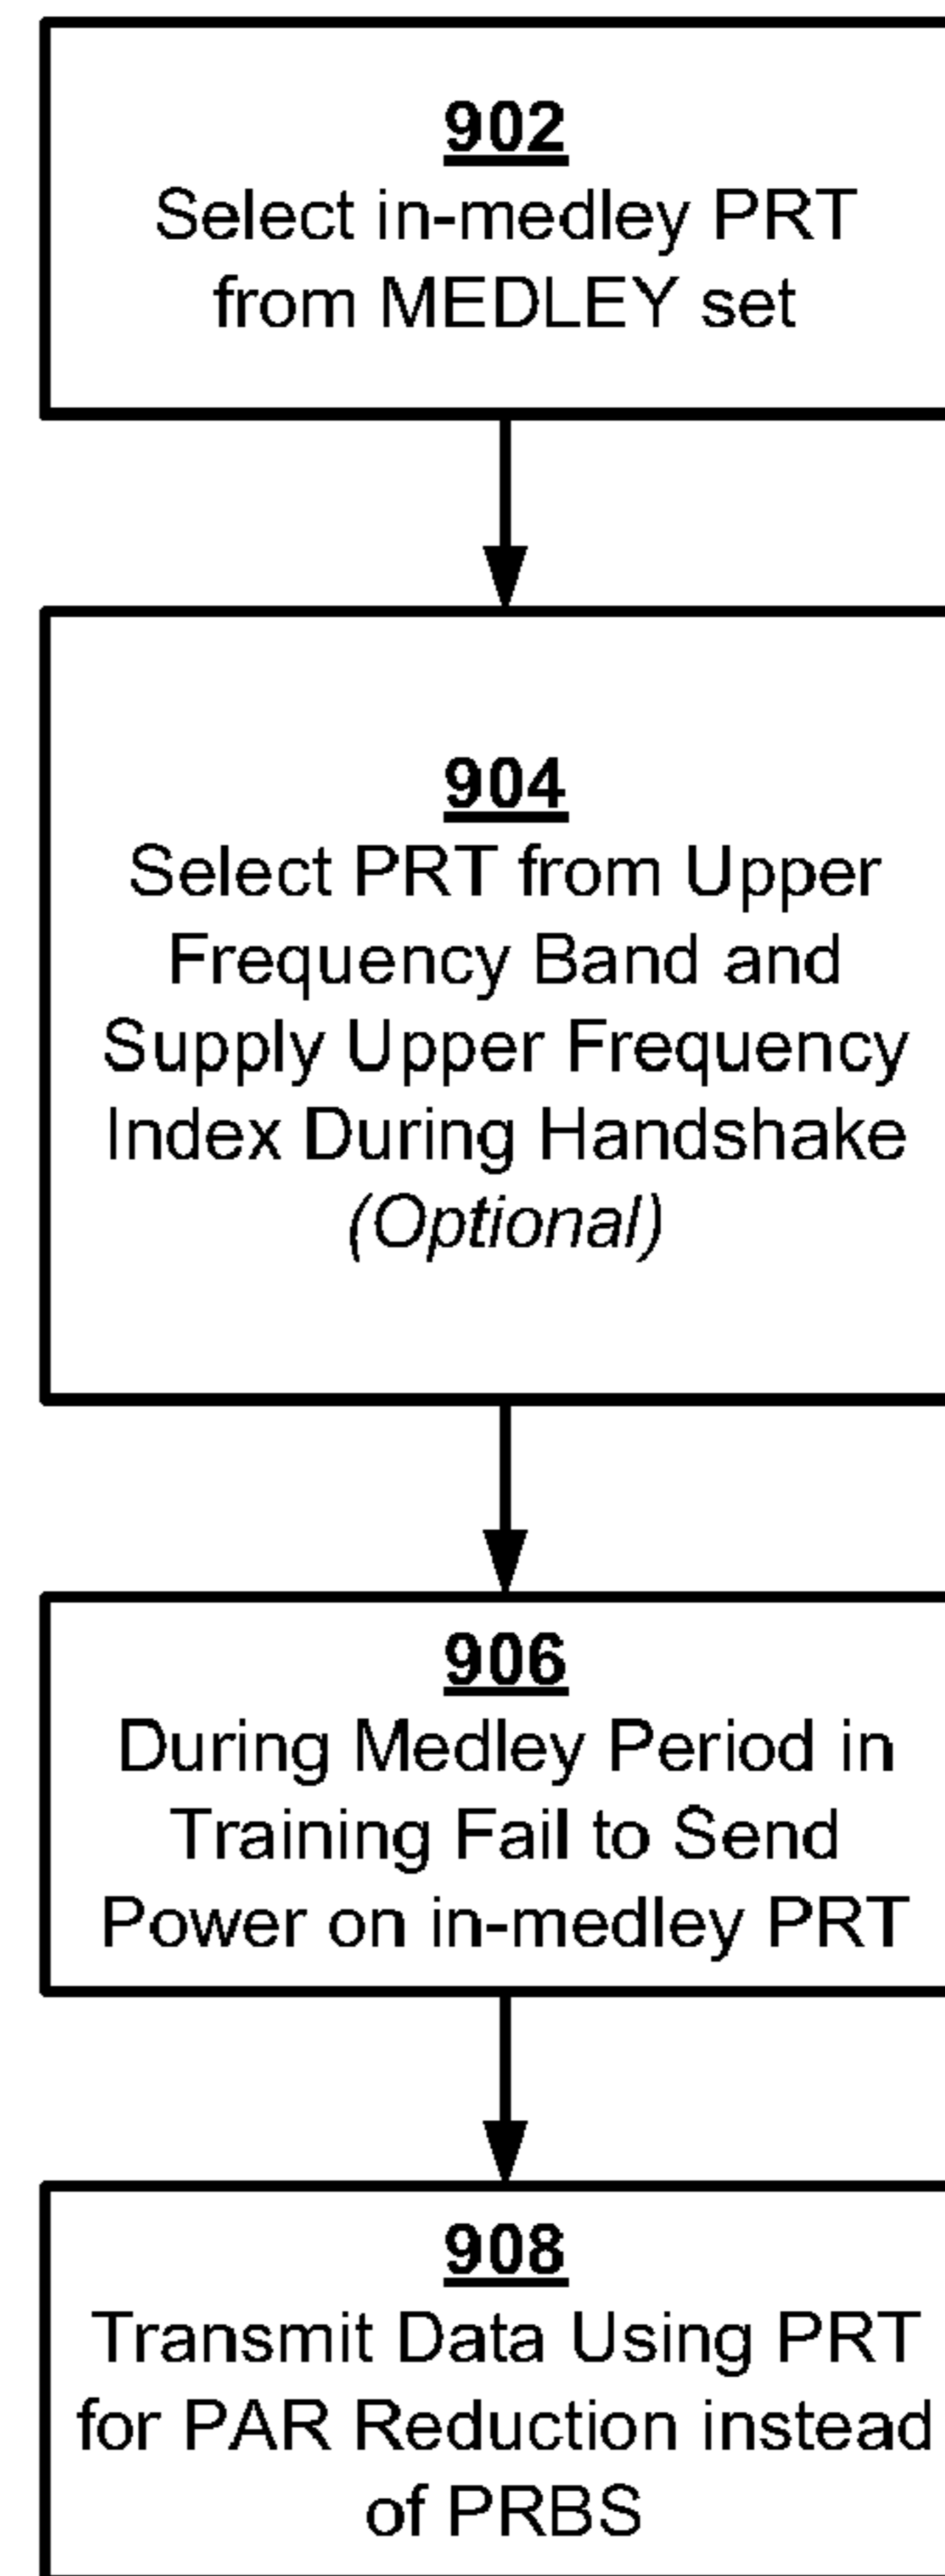 902
Select in-medley PRT
from MEDLEY set
904
Select PRT from Upper
Frequency Band and
Supply Upper Frequency
Index During Handshake
(Optional)
906
During Medley Period in
Training Fail to Send
Power on in-medley PRT
908
Transmit Data Using PRT
for PAR Reduction instead
of PRBS